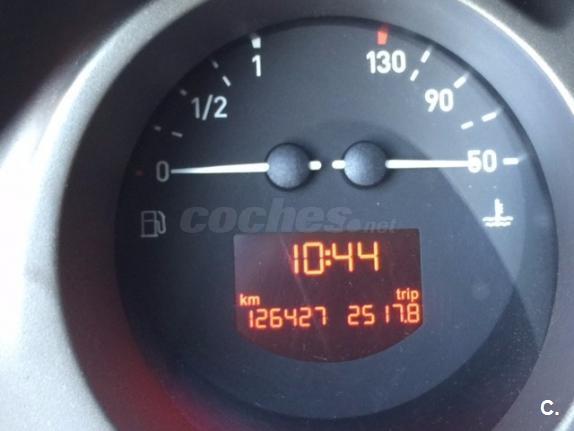 1 130
1/2 90
0 50
coches.net
10:44
km trip
126427 2517.8
C.